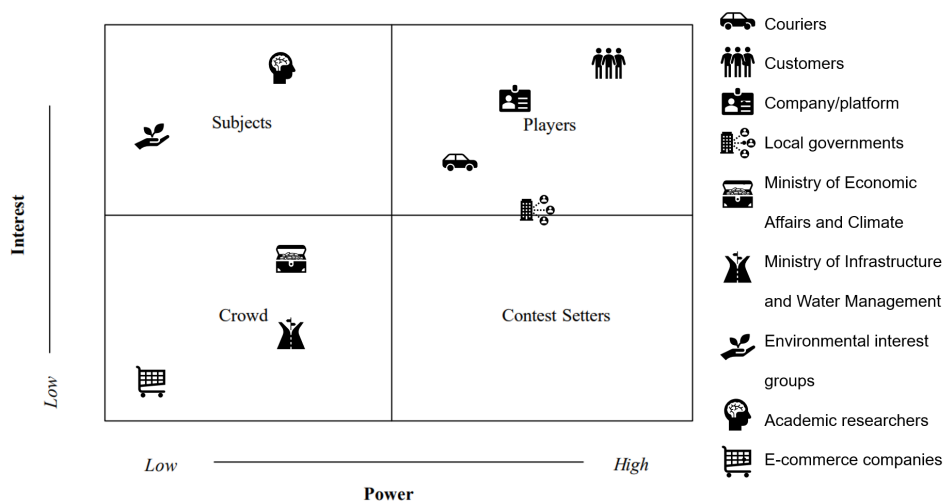 Subjects
Players
Crowd
Contest Setters
Interest
Low
Low
High
Power
Couriers
Customers
Company/platform
Local governments
Ministry of Economic
Affairs and Climate
Ministry of Infrastructure
and Water Management
Environmental interest
groups
Academic researchers
E-commerce companies